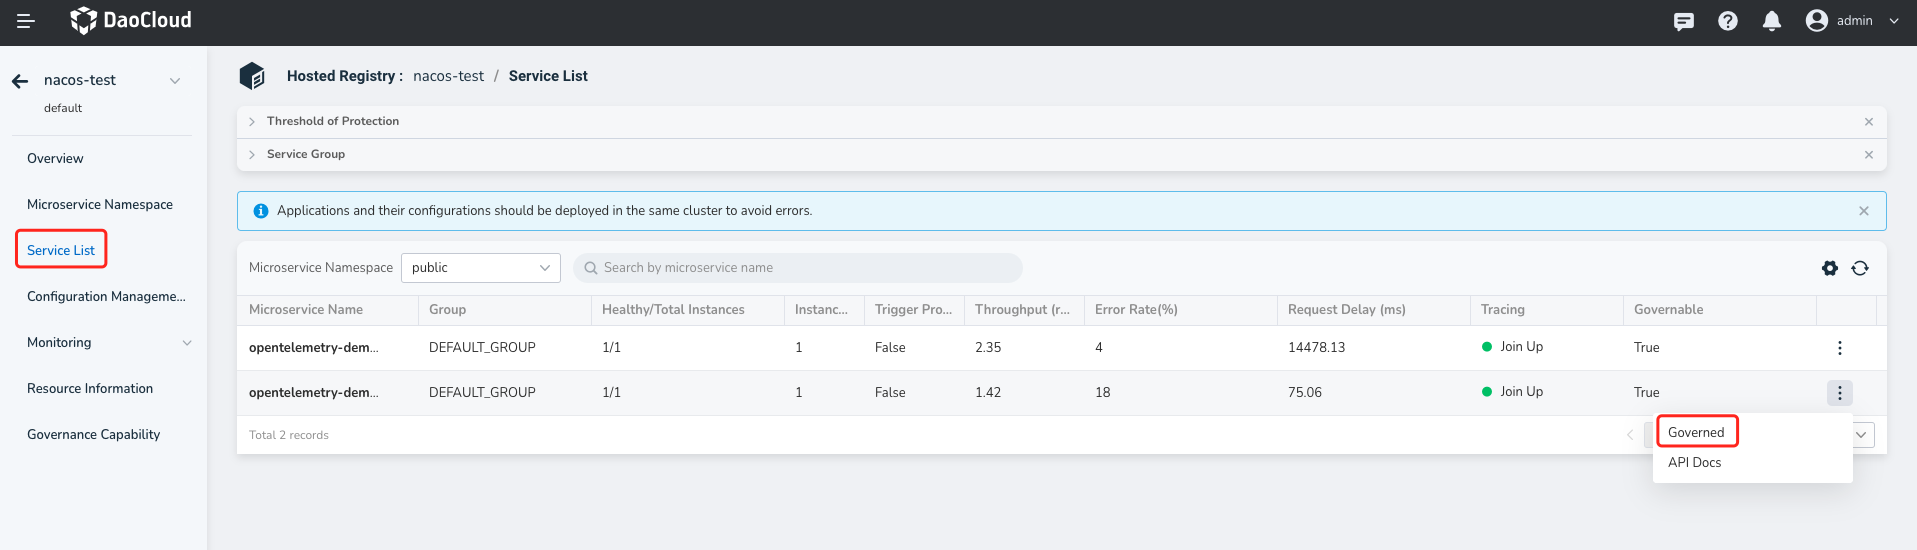 DaoCloud
admin
nacos-test
default
Overview
Microservice Namespace
Service List
Configuration Manageme...
Monitoring
Resource Information
Governance Capability
Hosted Registry : nacos-test / Service List
Threshold of Protection
Service Group
Applications and their configurations should be deployed in the same cluster to avoid errors.
Microservice Namespace public Search by microservice name
Microservice Name Group Healthy/Total Instances Instanc... Trigger Pro... Throughput (r... Error Rate(%) Request Delay (ms) Tracing Governable
opentelemetry-dem... DEFAULT_GROUP 1/1 1 False 2.35 4 14478.13 Join Up True
opentelemetry-dem... DEFAULT_GROUP 1/1 1 False 1.42 18 75.06 Join Up True
Total 2 records
Governed
API Docs